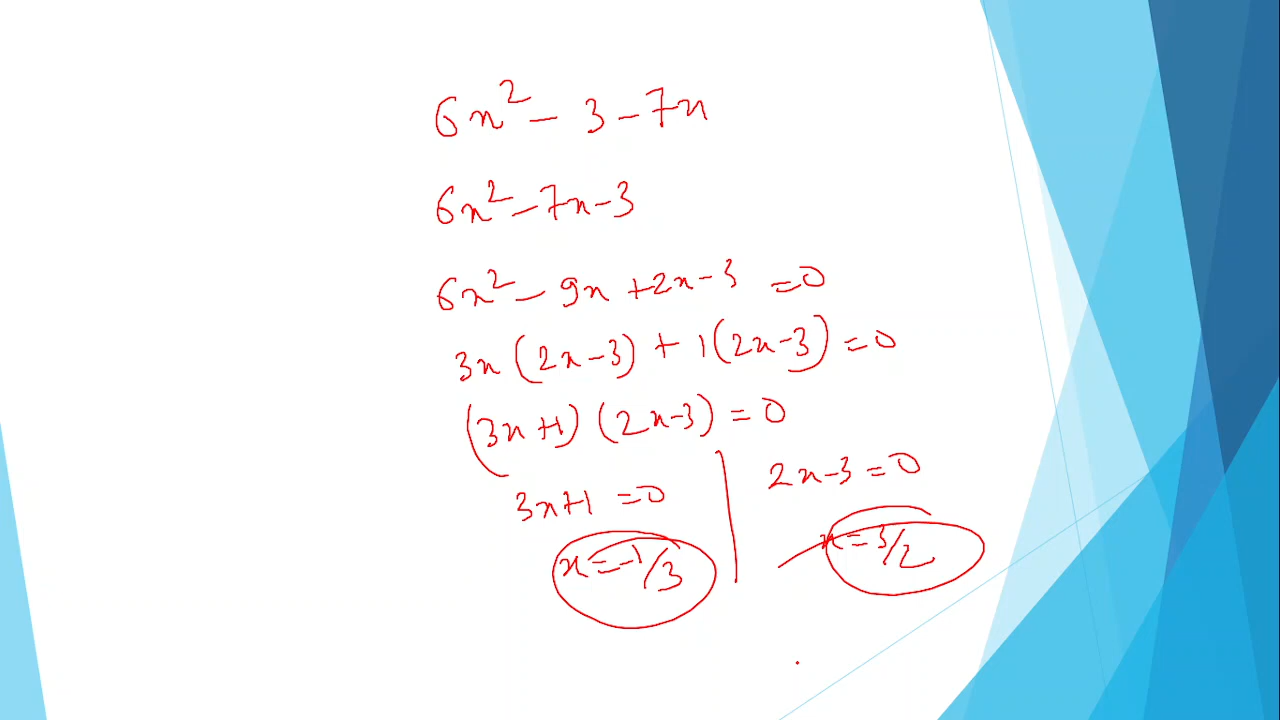 6x² - 3 - 7x
6x² - 7x - 3
6x² - 9x + 2x - 3 = 0
3x (2x - 3) + 1 (2x - 3) = 0
(3x + 1) (2x - 3) = 0
3x + 1 = 0 | 2x - 3 = 0
x = -1/3 x = 3/2